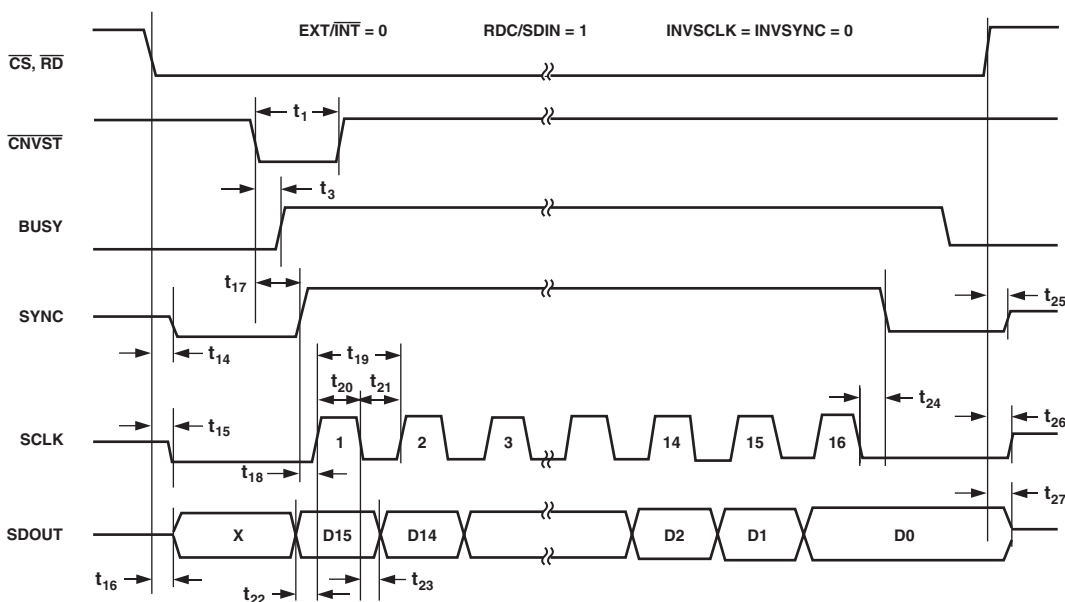 EXT/INT = 0 RDC/SDIN = 1 INVSCLK = INVSYNC = 0
CS, RD
t1
CNVST
t3
BUSY
t17
SYNC
t25
t14
t19
t20 t21
t24
SCLK
1 2 3 14 15 16
t15
t26
t18
t27
SDOUT
X D15 D14 D2 D1 D0
t16
t22
t23